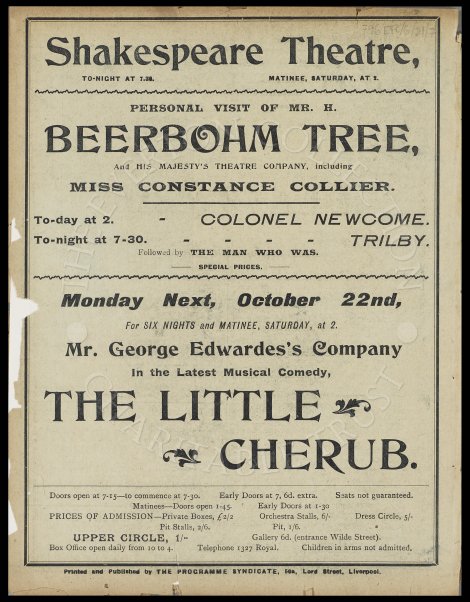 Shakespeare Theatre,
TO-NIGHT AT 7.30. MATINEE, SATURDAY, AT 2.
PERSONAL VISIT OF MR. H.
BEERBOHM TREE,
And HIS MAJESTY'S THEATRE COMPANY, including
MISS CONSTANCE COLLIER.
To-day at 2. - COLONEL NEWCOME.
To-night at 7-30. - - - - TRILBY.
Followed by THE MAN WHO WAS.
SPECIAL PRICES.
Monday Next, October 22nd,
For SIX NIGHTS and MATINEE, SATURDAY, at 2.
Mr. George Edwardes's Company
In the Latest Musical Comedy,
THE LITTLE
CHERUB.
Doors open at 7-15—to commence at 7-30. Early Doors at 7, 6d. extra. Seats not guaranteed.
Matinees—Doors open 1-45. Early Doors at 1-30
PRICES OF ADMISSION—Private Boxes, £2/2 Orchestra Stalls, 6/- Dress Circle, 5/-
Pit Stalls, 2/6. Pit, 1/6.
UPPER CIRCLE, 1/- Gallery 6d. (entrance Wilde Street).
Box Office open daily from 10 to 4. Telephone 1327 Royal. Children in arms not admitted.
Printed and Published by THE PROGRAMME SYNDICATE, Lord Street, Liverpool.